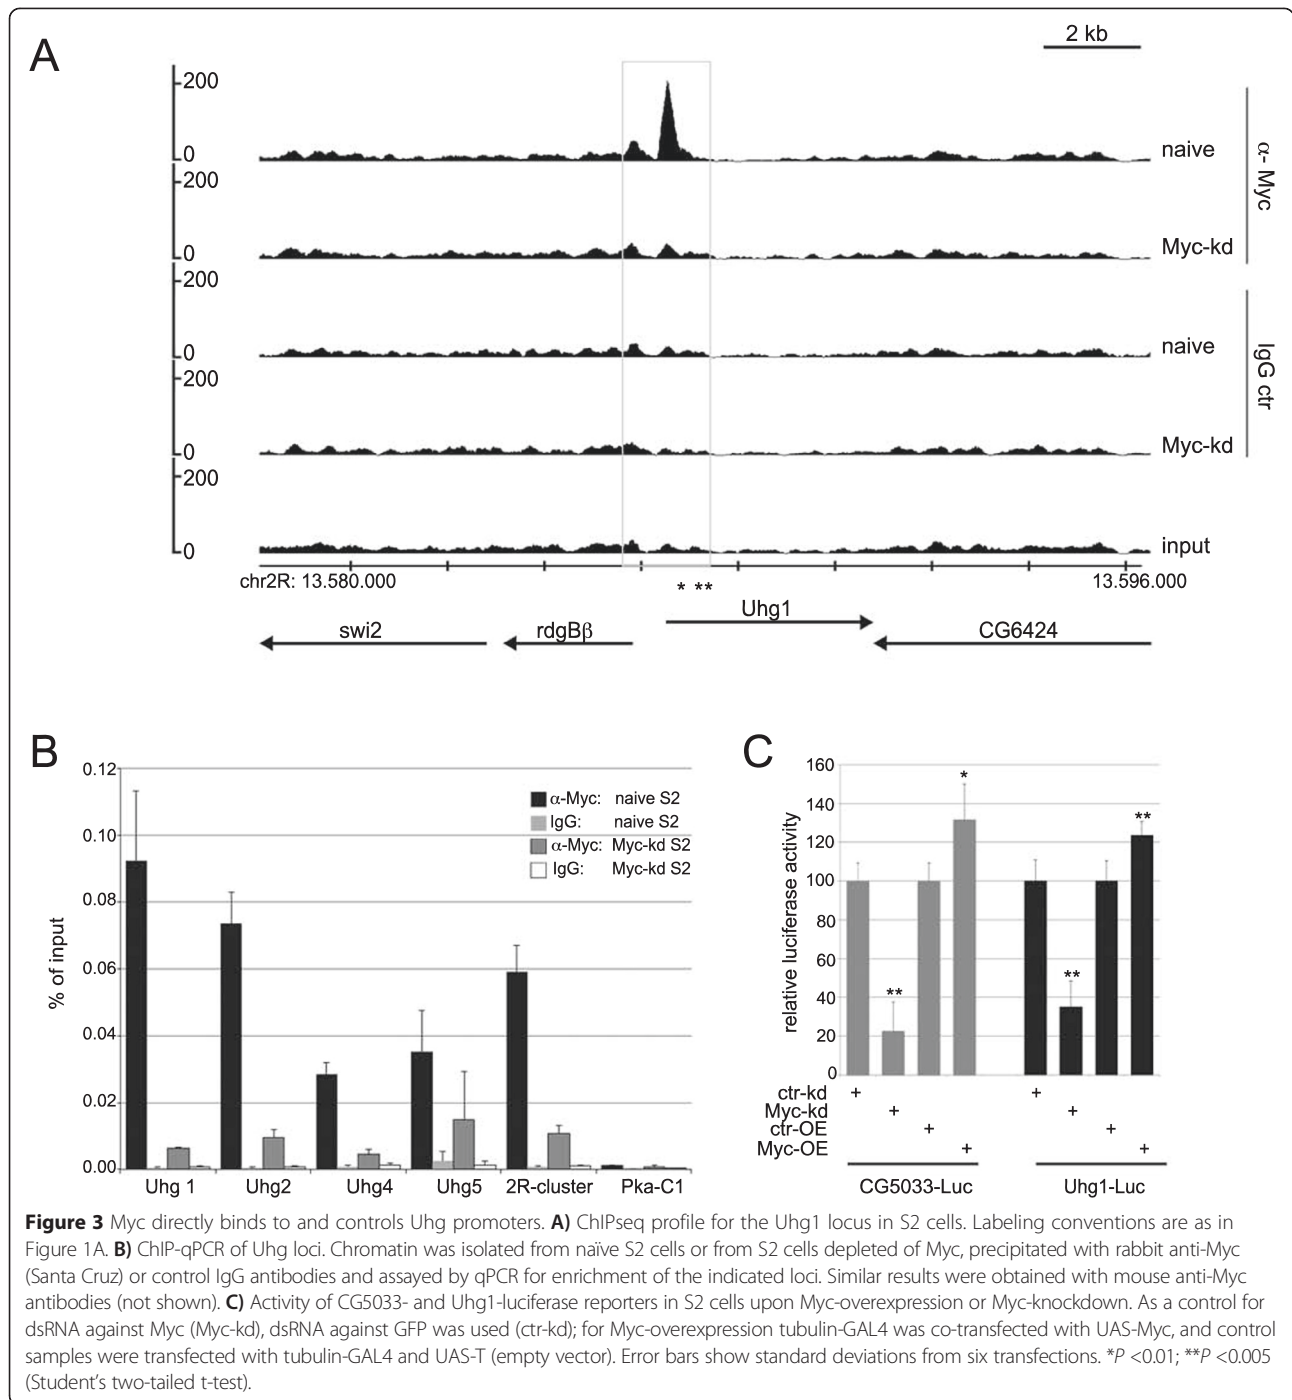 A
2 kb
200
0
naive
200
0
Myc-kd
α- Myc
200
0
naive
200
0
Myc-kd
IgG ctr
200
0
input
chr2R: 13.580.000
13.596.000
* **
Uhg1
swi2
rdgBβ
CG6424
B
% of input
0.12
0.10
0.08
0.06
0.04
0.02
0.00
α-Myc: naive S2
IgG: naive S2
α-Myc: Myc-kd S2
IgG: Myc-kd S2
Uhg 1 Uhg2 Uhg4 Uhg5 2R-cluster Pka-C1
C
relative luciferase activity
160
140
120
100
80
60
40
20
0
**
*
**
**
ctr-kd + +
Myc-kd + +
ctr-OE + +
Myc-OE + +
CG5033-Luc Uhg1-Luc
Figure 3 Myc directly binds to and controls Uhg promoters. A) ChIPseq profile for the Uhg1 locus in S2 cells. Labeling conventions are as in
Figure 1A. B) ChIP-qPCR of Uhg loci. Chromatin was isolated from naïve S2 cells or from S2 cells depleted of Myc, precipitated with rabbit anti-Myc
(Santa Cruz) or control IgG antibodies and assayed by qPCR for enrichment of the indicated loci. Similar results were obtained with mouse anti-Myc
antibodies (not shown). C) Activity of CG5033- and Uhg1-luciferase reporters in S2 cells upon Myc-overexpression or Myc-knockdown. As a control for
dsRNA against Myc (Myc-kd), dsRNA against GFP was used (ctr-kd); for Myc-overexpression tubulin-GAL4 was co-transfected with UAS-Myc, and control
samples were transfected with tubulin-GAL4 and UAS-T (empty vector). Error bars show standard deviations from six transfections. *P <0.01; **P <0.005
(Student's two-tailed t-test).